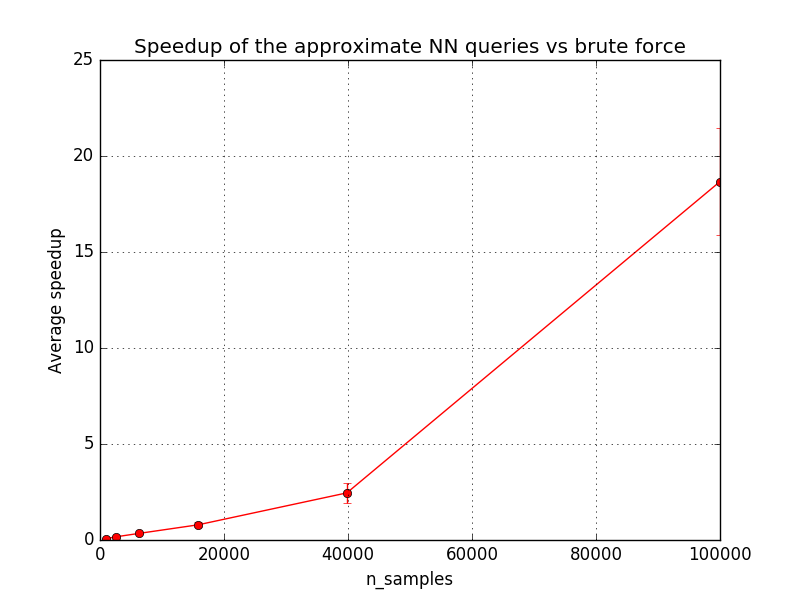 Speedup of the approximate NN queries vs brute force
25
20
15
10
5
0
Average speedup
0 20000 40000 60000 80000 100000
n_samples